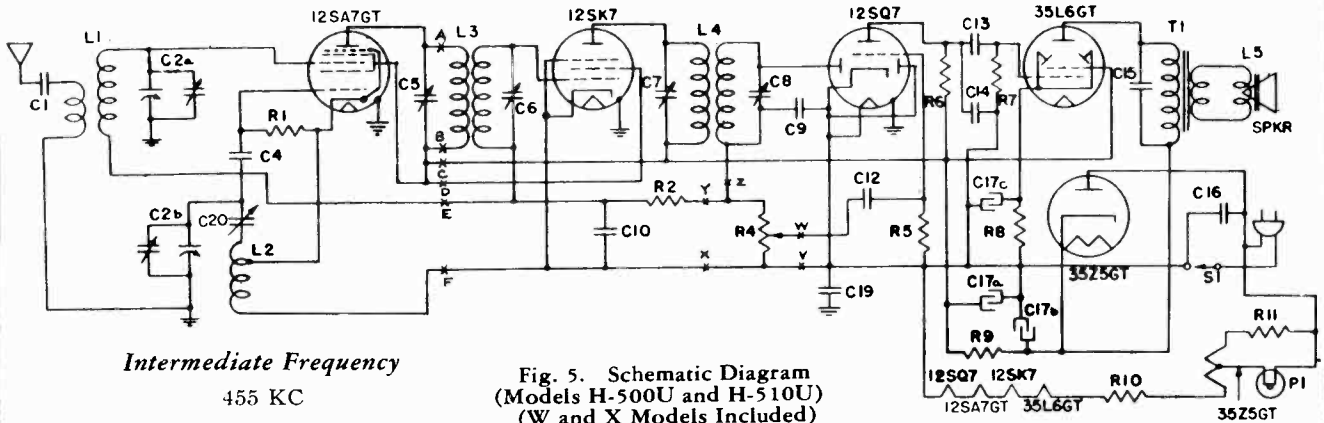 12SA7GT
12SK7
12SQ7
35L6GT
L1
C2a
A
L3
L4
C13
T1
L5
C1
C5
C6
C7
C8
C9
R6
C14
R7
C15
SPKR
R1
B
C
D
E
C4
R2
Y
Z
C12
C17c
C16
C2b
C20
L2
C10
R4
W
R5
R8
35Z5GT
F
X
V
S1
C19
C17a
C17b
R11
R9
Intermediate Frequency
455 KC
Fig. 5. Schematic Diagram
(Models H-500U and H-510U)
(W and X Models Included)
12SQ7 12SK7
12SA7GT 35L6GT
R10
P1
35Z5GT